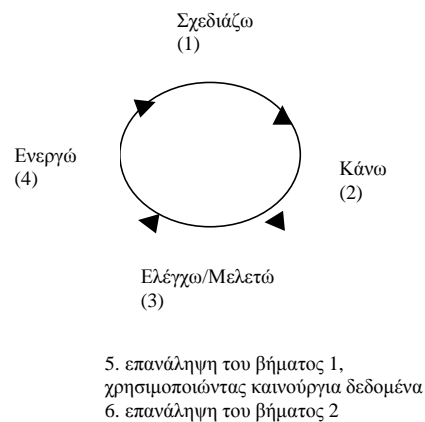 Σχεδιάζω
(1)
Ενεργώ
(4)
Κάνω
(2)
Ελέγχω/Μελετώ
(3)
5. επανάληψη του βήματος 1,
χρησιμοποιώντας καινούργια δεδομένα
6. επανάληψη του βήματος 2